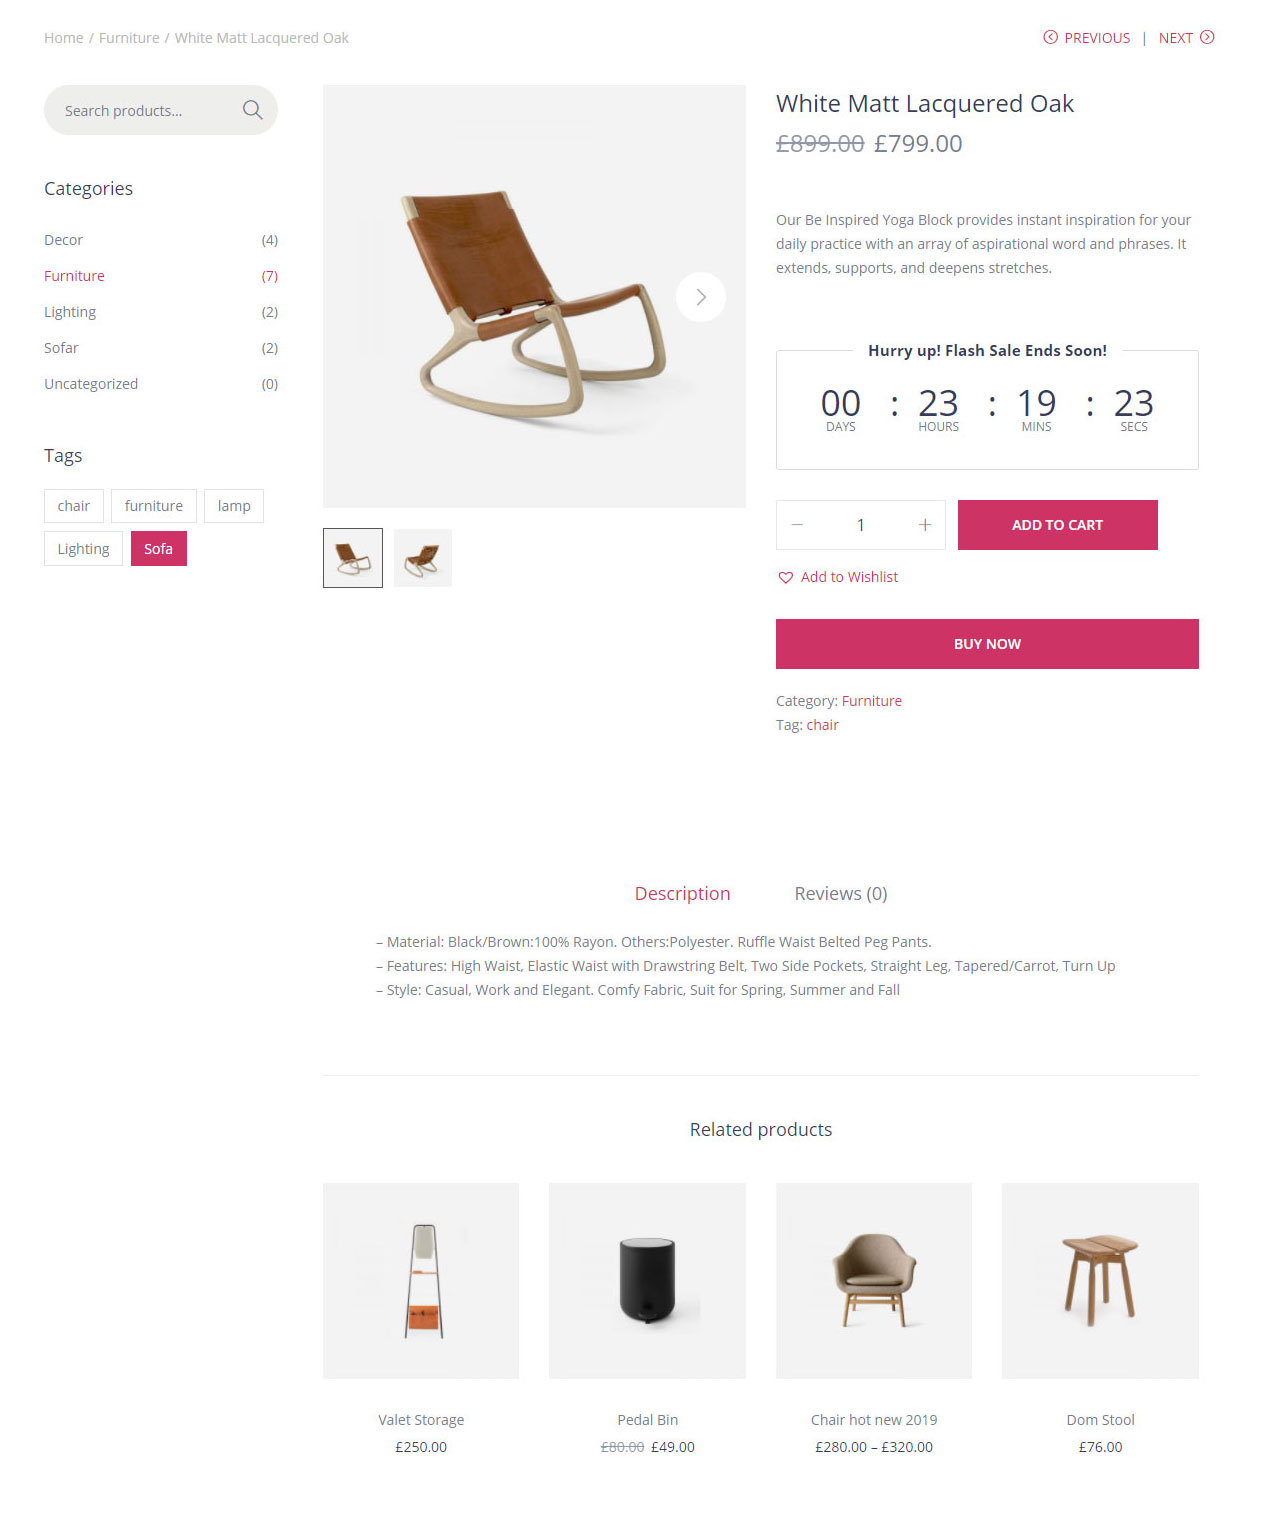 Home / Furniture / White Matt Lacquered Oak
PREVIOUS | NEXT
Search products...
Categories
Decor (4)
Furniture (7)
Lighting (2)
Sofar (2)
Uncategorized (0)
Tags
chair furniture lamp
Lighting Sofa
White Matt Lacquered Oak
£899.00 £799.00
Our Be Inspired Yoga Block provides instant inspiration for your
daily practice with an array of aspirational word and phrases. It
extends, supports, and deepens stretches.
Hurry up! Flash Sale Ends Soon!
00 : 23 : 19 : 23
DAYS HOURS MINS SECS
1 ADD TO CART
Add to Wishlist
BUY NOW
Category: Furniture
Tag: chair
Description Reviews (0)
– Material: Black/Brown:100% Rayon. Others:Polyester. Ruffle Waist Belted Peg Pants.
– Features: High Waist, Elastic Waist with Drawstring Belt, Two Side Pockets, Straight Leg, Tapered/Carrot, Turn Up
– Style: Casual, Work and Elegant. Comfy Fabric, Suit for Spring, Summer and Fall
Related products
Valet Storage
£250.00
Pedal Bin
£80.00 £49.00
Chair hot new 2019
£280.00 – £320.00
Dom Stool
£76.00